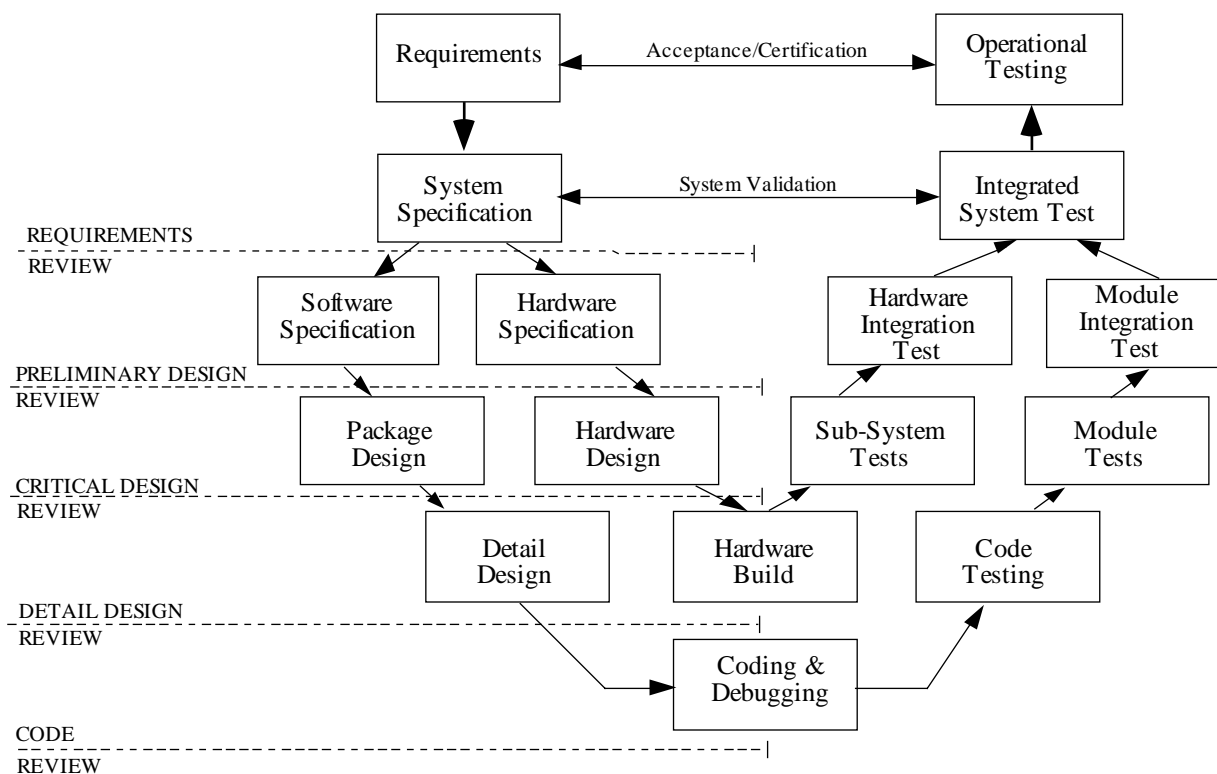 Requirements
Acceptance/Certification
Operational
Testing
System
Specification
System Validation
Integrated
System Test
REQUIREMENTS
REVIEW
Software
Specification
Hardware
Specification
Hardware
Integration
Test
Module
Integration
Test
PRELIMINARY DESIGN
REVIEW
Package
Design
Hardware
Design
Sub-System
Tests
Module
Tests
CRITICAL DESIGN
REVIEW
Detail
Design
Hardware
Build
Code
Testing
DETAIL DESIGN
REVIEW
Coding &
Debugging
CODE
REVIEW